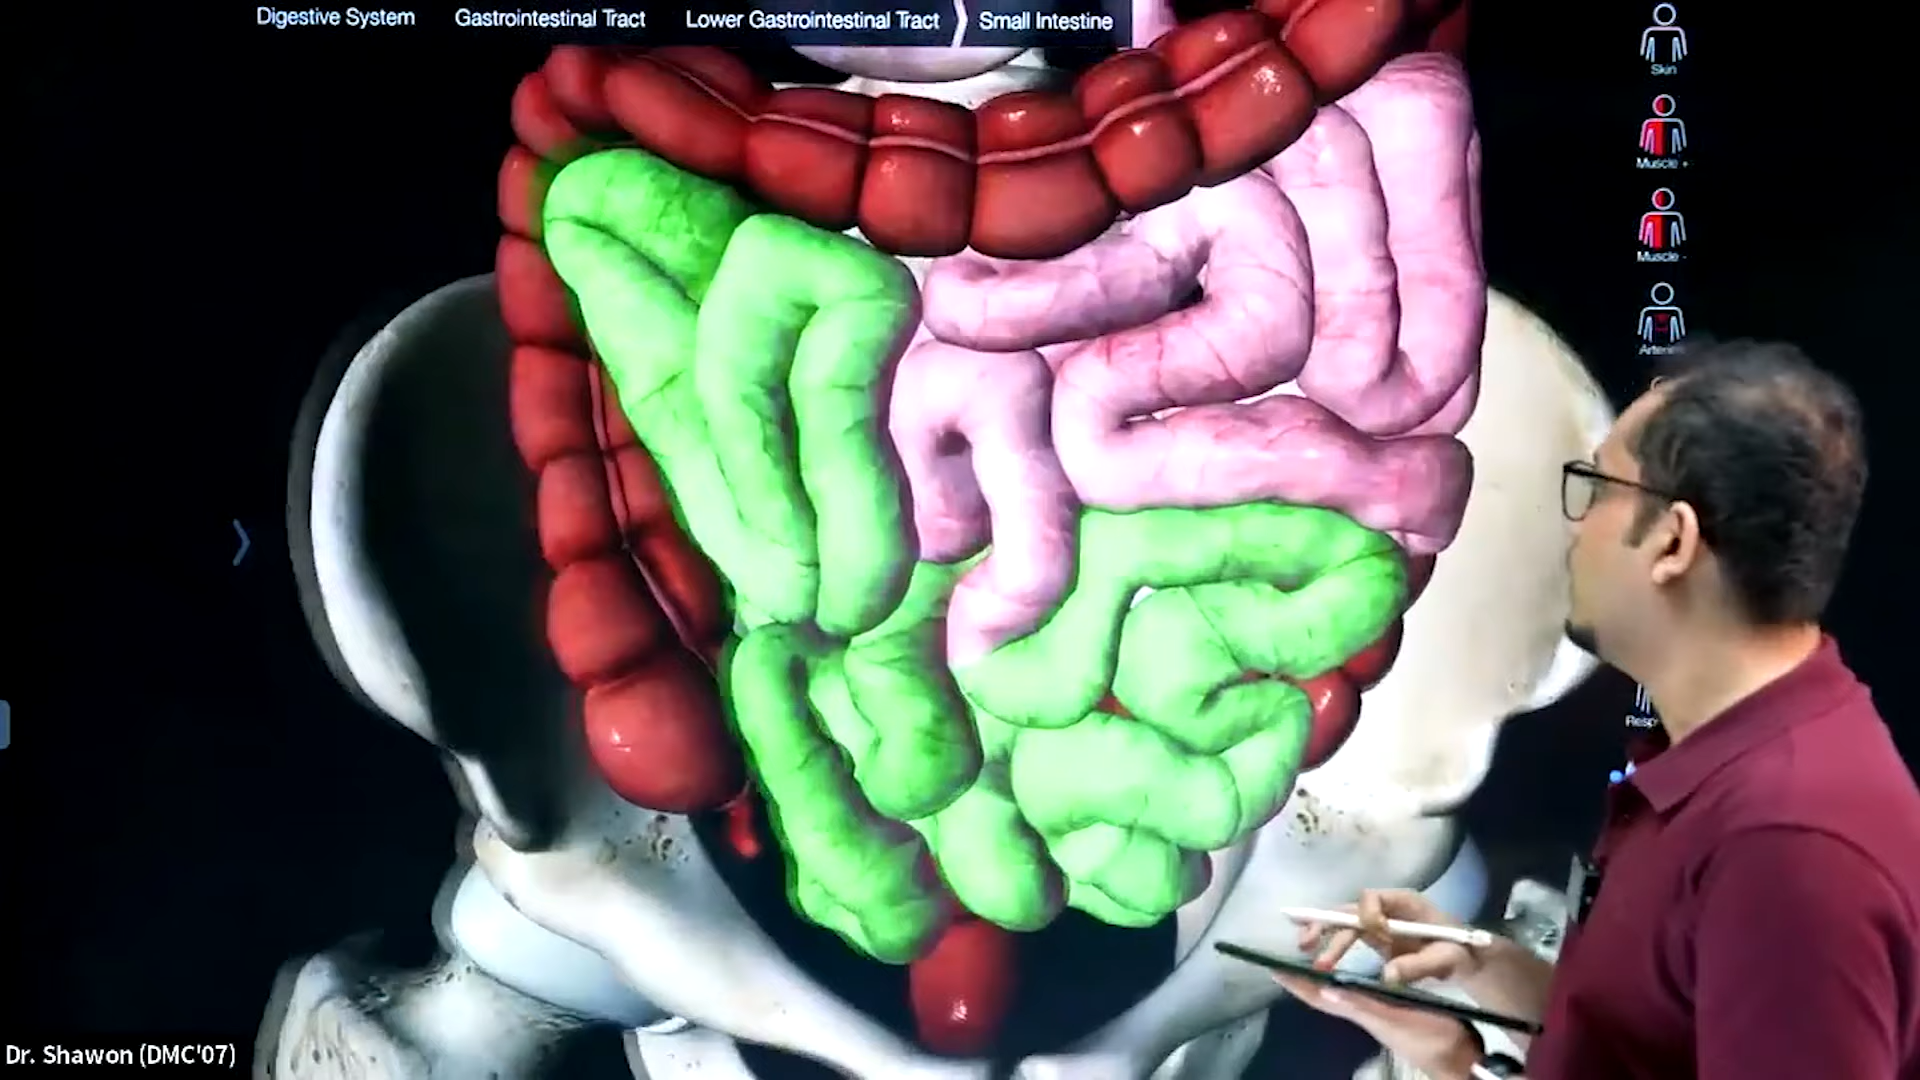 Digestive System Gastrointestinal Tract Lower Gastrointestinal Tract Small Intestine
Skin
Muscle +
Muscle -
Dr. Shawon (DMC'07)